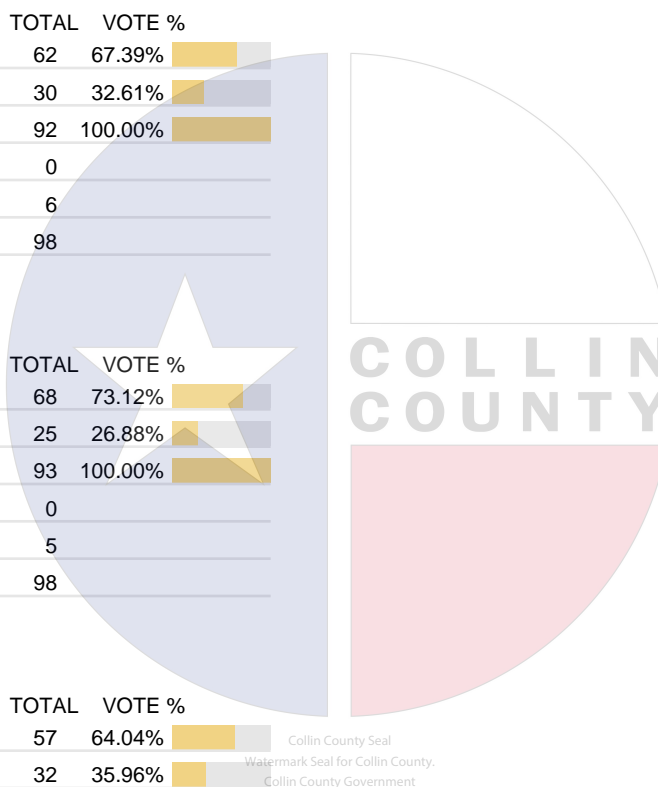 TOTAL VOTE %
62 67.39%
30 32.61%
92 100.00%
0
6
98
COLLIN
COUNTY
TOTAL VOTE %
68 73.12%
25 26.88%
93 100.00%
0
5
98
TOTAL VOTE %
57 64.04%
32 35.96%
Collin County Seal
Watermark Seal for Collin County.
Collin County Government